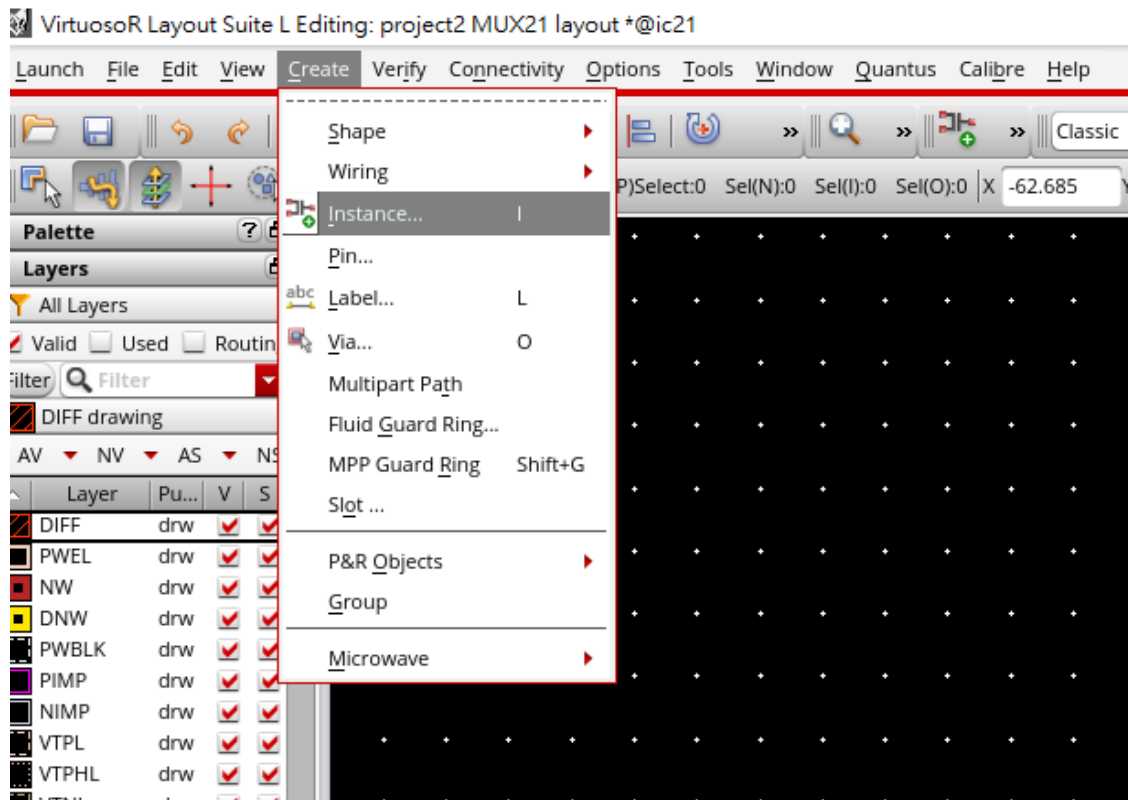 VirtuosoR Layout Suite L Editing: project2 MUX21 layout *@ic21
Launch File Edit View Create Verify Connectivity Options Tools Window Quantus Calibre Help
Classic
P)Select:0 Sel(N):0 Sel(I):0 Sel(O):0 X -62.685
Shape
Wiring
Instance... I
Pin...
abc Label... L
Via... O
Multipart Path
Fluid Guard Ring...
MPP Guard Ring Shift+G
Slot ...
P&R Objects
Group
Microwave
Palette
Layers
All Layers
Valid Used Routin
Filter Filter
DIFF drawing
AV NV AS NS
Layer Pu... V S
DIFF drw
PWEL drw
NW drw
DNW drw
PWBLK drw
PIMP drw
NIMP drw
VTPL drw
VTPHL drw